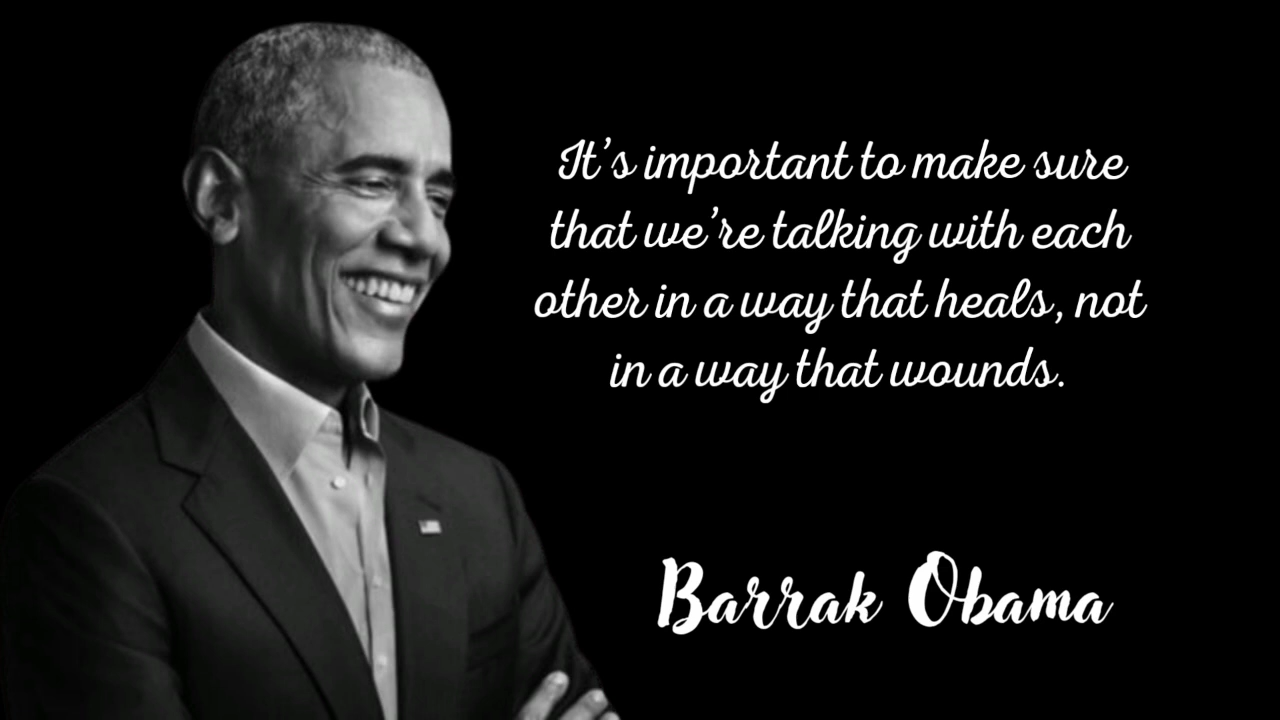 It's important to make sure
that we're talking with each
other in a way that heals, not
in a way that wounds.
Barrak Obama